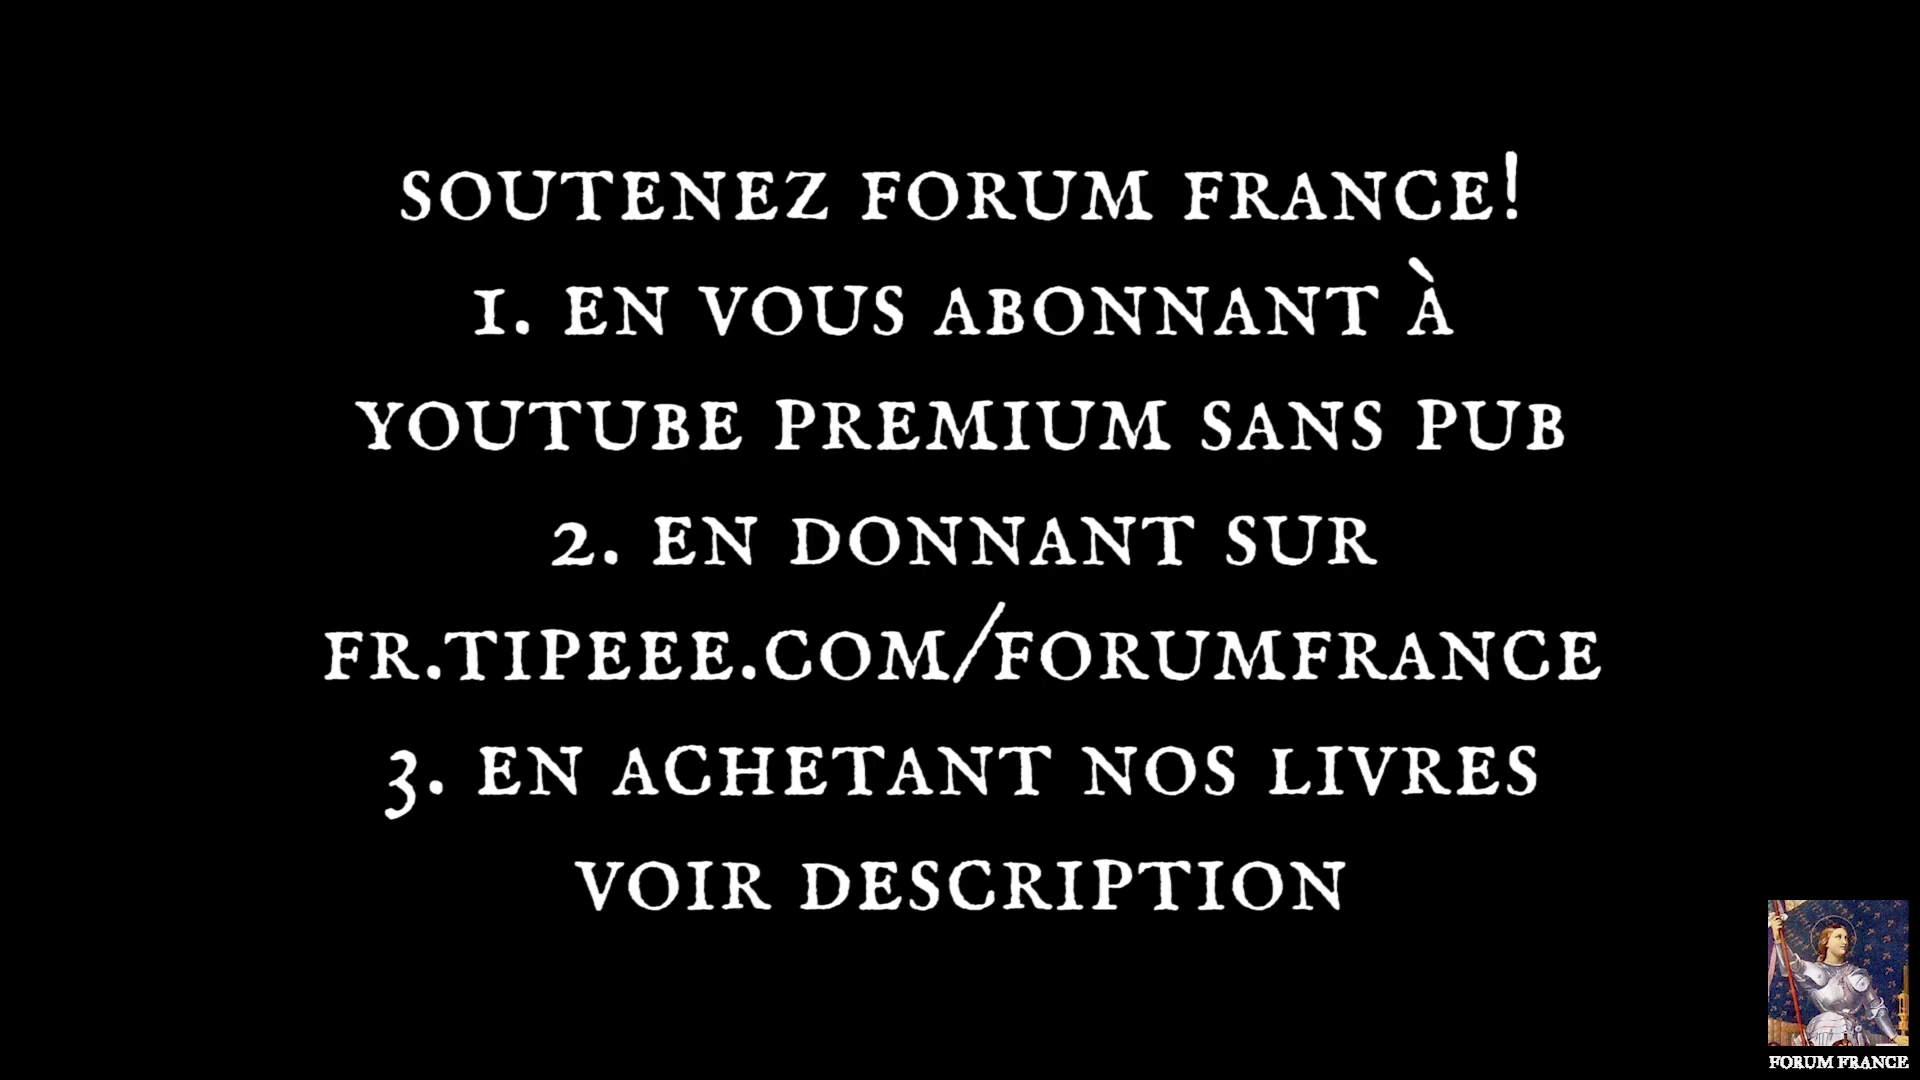 SOUTENEZ FORUM FRANCE!
1. EN VOUS ABONNANT À
YOUTUBE PREMIUM SANS PUB
2. EN DONNANT SUR
FR.TIPEEE.COM/FORUMFRANCE
3. EN ACHETANT NOS LIVRES
VOIR DESCRIPTION
FORUM FRANCE